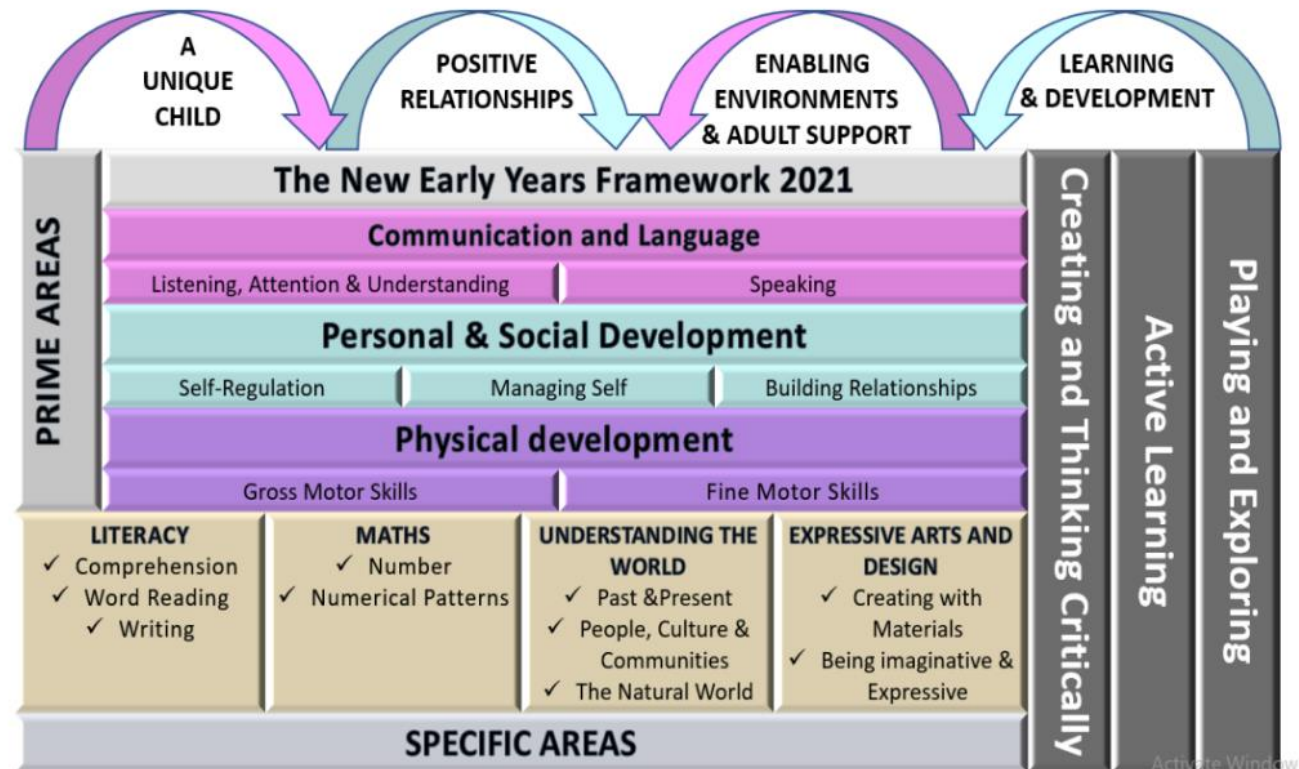 A
UNIQUE
CHILD
POSITIVE
RELATIONSHIPS
ENABLING
ENVIRONMENTS
& ADULT SUPPORT
LEARNING
& DEVELOPMENT
PRIME AREAS
The New Early Years Framework 2021
Communication and Language
Listening, Attention & Understanding
Speaking
Personal & Social Development
Self-Regulation
Managing Self
Building Relationships
Physical development
Gross Motor Skills
Fine Motor Skills
LITERACY
✓ Comprehension
✓ Word Reading
✓ Writing
MATHS
✓ Number
✓ Numerical Patterns
UNDERSTANDING THE
WORLD
✓ Past &Present
✓ People, Culture &
Communities
✓ The Natural World
EXPRESSIVE ARTS AND
DESIGN
✓ Creating with
Materials
✓ Being imaginative &
Expressive
SPECIFIC AREAS
Creating and Thinking Critically
Active Learning
Playing and Exploring
Activate Window